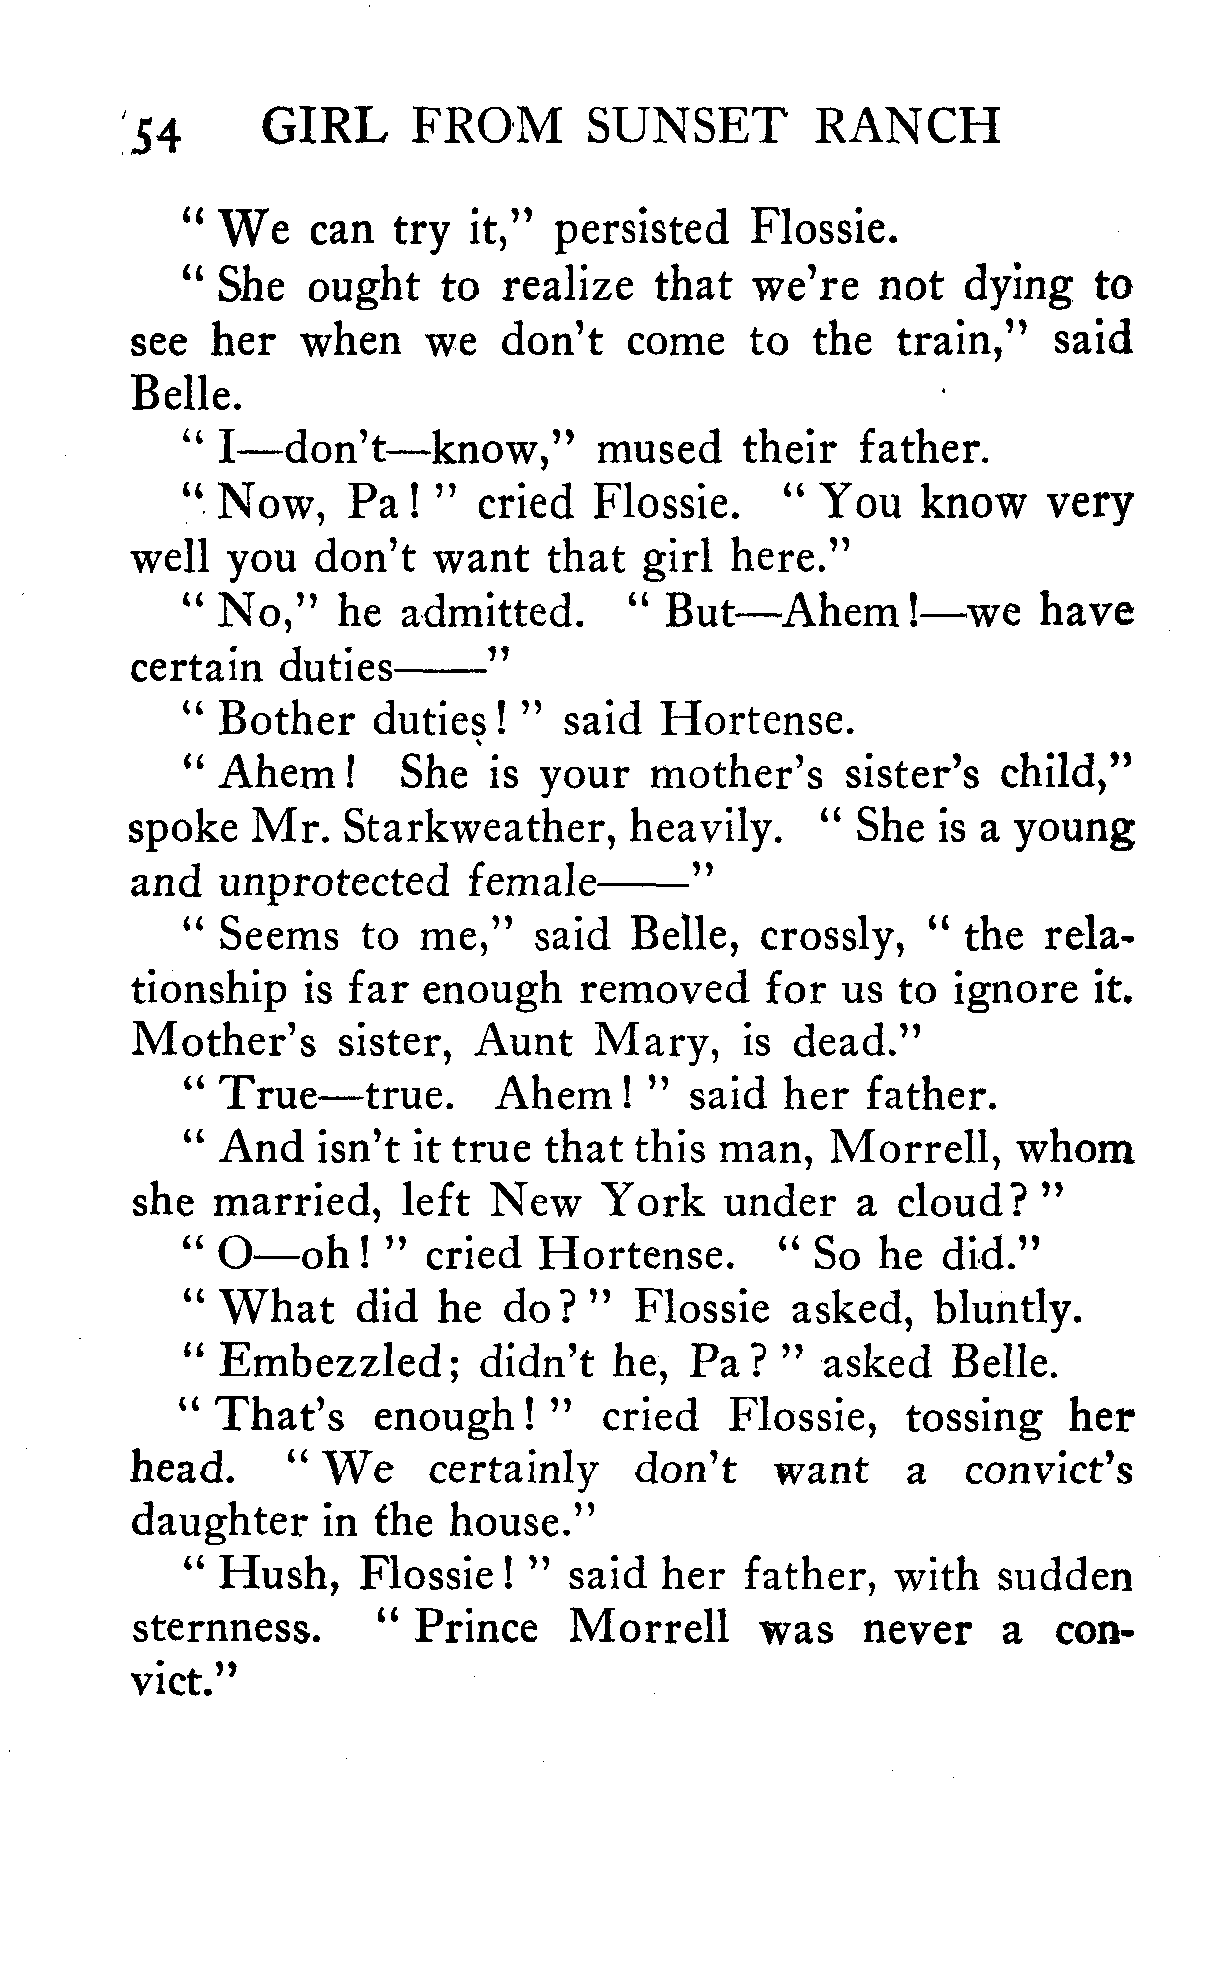 54 GIRL FROM SUNSET RANCH
" We can try it," persisted Flossie.
" She ought to realize that we're not dying to
see her when we don't come to the train," said
Belle.
" I—don't—know," mused their father.
" Now, Pa! " cried Flossie. " You know very
well you don't want that girl here."
" No," he admitted. " But—Ahem!—we have
certain duties——"
" Bother duties! " said Hortense.
" Ahem! She is your mother's sister's child,"
spoke Mr. Starkweather, heavily. " She is a young
and unprotected female——"
" Seems to me," said Belle, crossly, " the rela-
tionship is far enough removed for us to ignore it.
Mother's sister, Aunt Mary, is dead."
" True—true. Ahem! " said her father.
" And isn't it true that this man, Morrell, whom
she married, left New York under a cloud? "
" O—oh! " cried Hortense. " So he did."
" What did he do? " Flossie asked, bluntly.
" Embezzled; didn't he, Pa? " asked Belle.
" That's enough! " cried Flossie, tossing her
head. " We certainly don't want a convict's
daughter in the house."
" Hush, Flossie! " said her father, with sudden
sternness. " Prince Morrell was never a con-
vict."